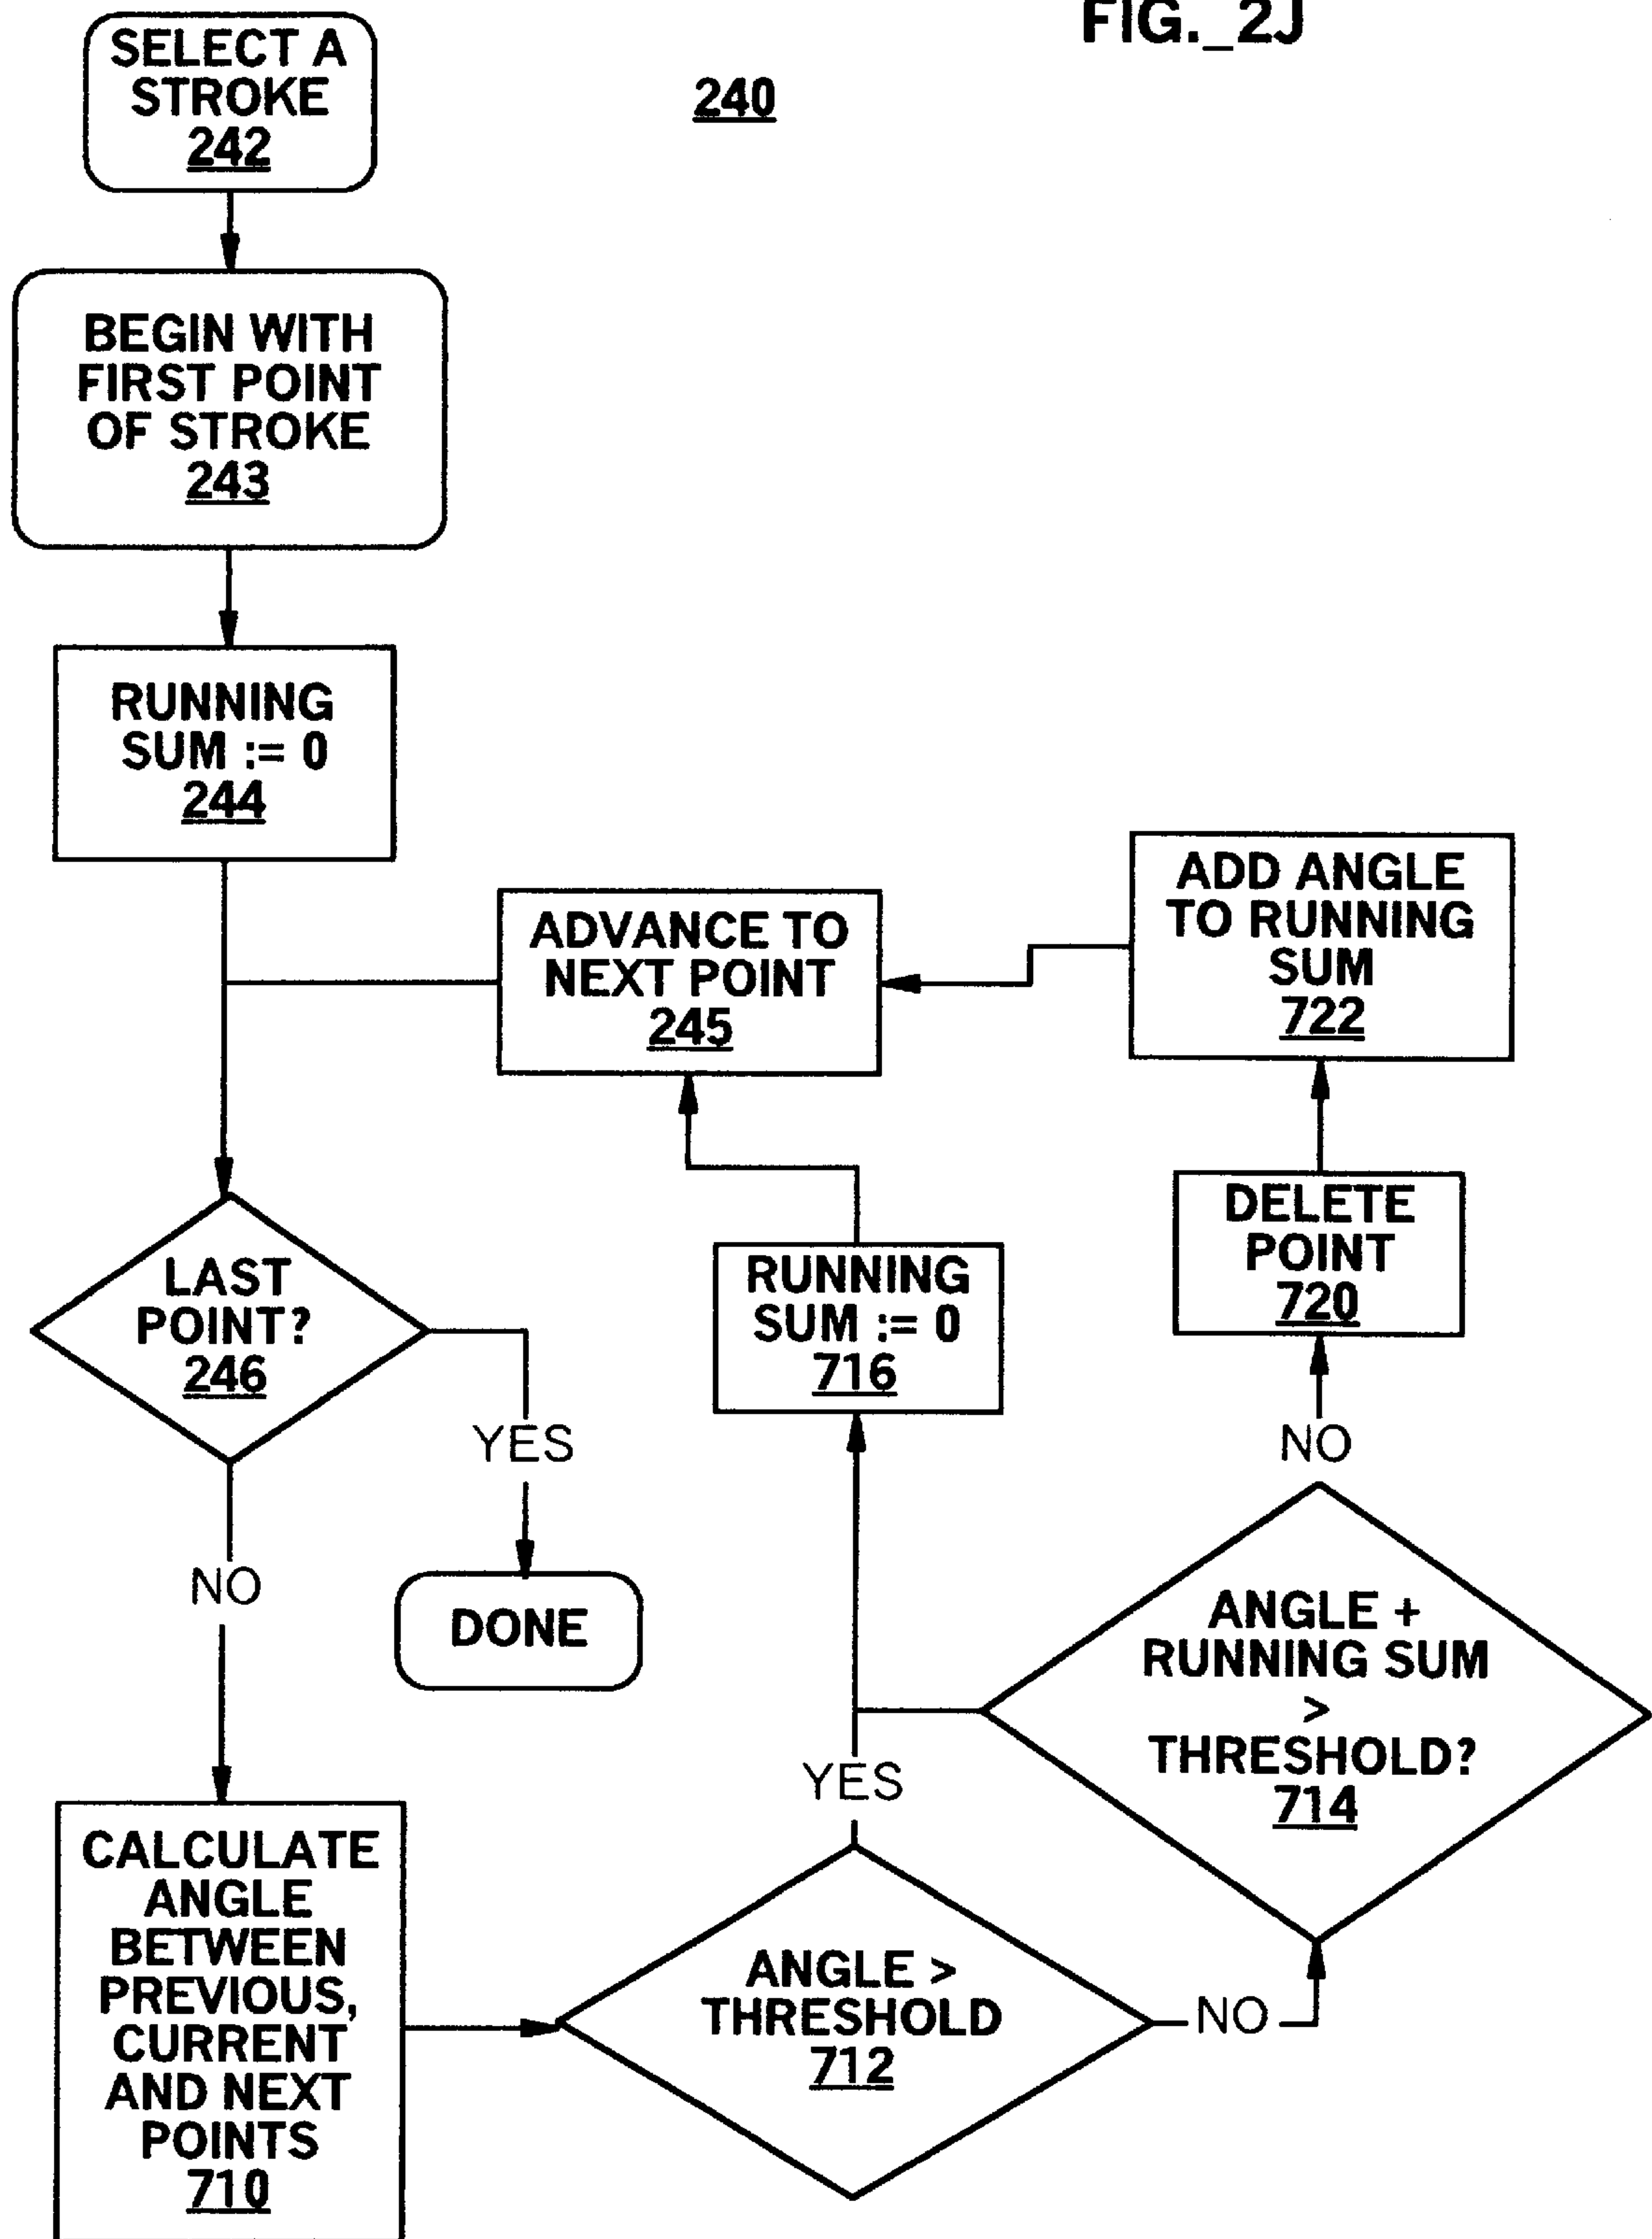 FIG._2J
240
SELECT A
STROKE
242
BEGIN WITH
FIRST POINT
OF STROKE
243
RUNNING
SUM := 0
244
ADVANCE TO
NEXT POINT
245
ADD ANGLE
TO RUNNING
SUM
722
LAST
POINT?
246
YES
NO
DONE
RUNNING
SUM := 0
716
DELETE
POINT
720
NO
ANGLE +
RUNNING SUM
>
THRESHOLD?
714
YES
CALCULATE
ANGLE
BETWEEN
PREVIOUS,
CURRENT
AND NEXT
POINTS
710
ANGLE >
THRESHOLD
712
NO